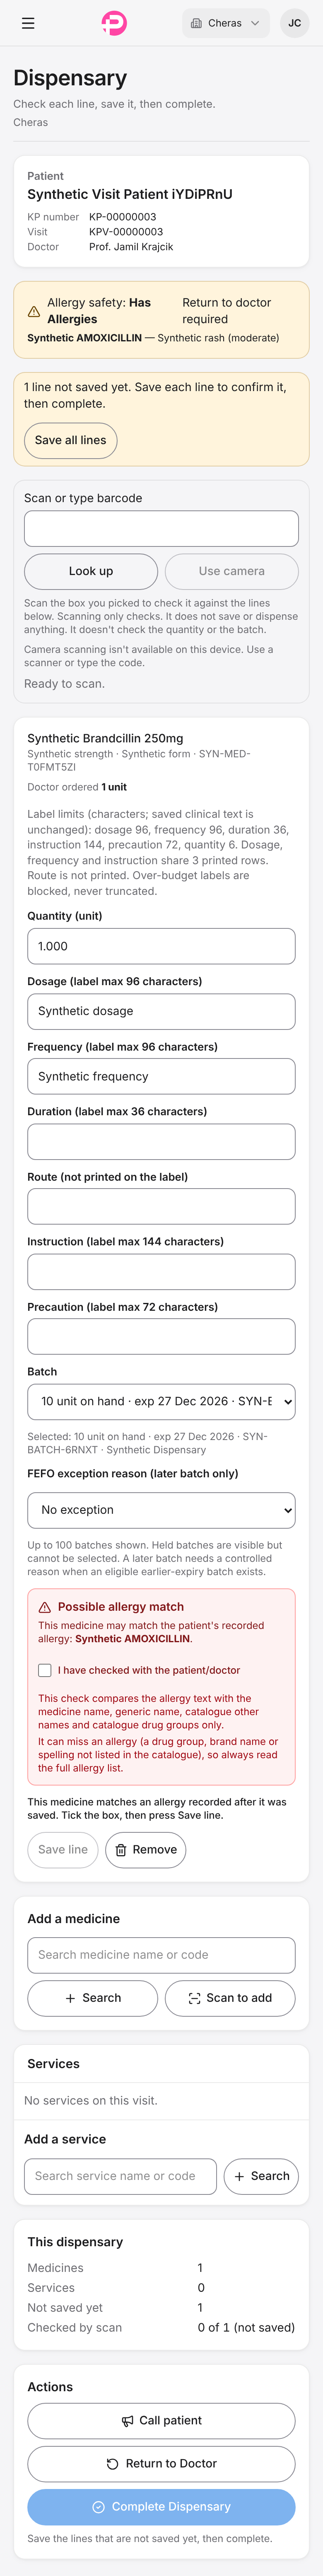 Cheras
JC
Dispensary
Check each line, save it, then complete.
Cheras
Patient
Synthetic Visit Patient iYDiPRnU
KP number KP-00000003
Visit KPV-00000003
Doctor Prof. Jamil Krajcik
Allergy safety: Has Allergies
Return to doctor required
Synthetic AMOXICILLIN — Synthetic rash (moderate)
1 line not saved yet. Save each line to confirm it,
then complete.
Save all lines
Scan or type barcode
Look up
Use camera
Scan the box you picked to check it against the lines
below. Scanning only checks. It does not save or dispense
anything. It doesn't check the quantity or the batch.
Camera scanning isn't available on this device. Use a
scanner or type the code.
Ready to scan.
Synthetic Brandcillin 250mg
Synthetic strength · Synthetic form · SYN-MED-
T0FMT5ZI
Doctor ordered 1 unit
Label limits (characters; saved clinical text is
unchanged): dosage 96, frequency 96, duration 36,
instruction 144, precaution 72, quantity 6. Dosage,
frequency and instruction share 3 printed rows.
Route is not printed. Over-budget labels are
blocked, never truncated.
Quantity (unit)
1.000
Dosage (label max 96 characters)
Synthetic dosage
Frequency (label max 96 characters)
Synthetic frequency
Duration (label max 36 characters)
Route (not printed on the label)
Instruction (label max 144 characters)
Precaution (label max 72 characters)
Batch
10 unit on hand · exp 27 Dec 2026 · SYN-E
Selected: 10 unit on hand · exp 27 Dec 2026 · SYN-
BATCH-6RNXT · Synthetic Dispensary
FEFO exception reason (later batch only)
No exception
Up to 100 batches shown. Held batches are visible but
cannot be selected. A later batch needs a controlled
reason when an eligible earlier-expiry batch exists.
Possible allergy match
This medicine may match the patient's recorded
allergy: Synthetic AMOXICILLIN.
I have checked with the patient/doctor
This check compares the allergy text with the
medicine name, generic name, catalogue other
names and catalogue drug groups only.
It can miss an allergy (a drug group, brand name or
spelling not listed in the catalogue), so always read
the full allergy list.
This medicine matches an allergy recorded after it was
saved. Tick the box, then press Save line.
Save line
Remove
Add a medicine
Search medicine name or code
Search
Scan to add
Services
No services on this visit.
Add a service
Search service name or code
Search
This dispensary
Medicines 1
Services 0
Not saved yet 1
Checked by scan 0 of 1 (not saved)
Actions
Call patient
Return to Doctor
Complete Dispensary
Save the lines that are not saved yet, then complete.